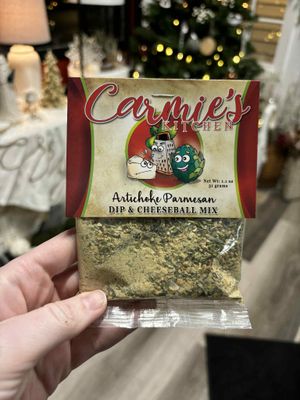 Carmie's
KITCHEN
Net Wt: 1.1 oz
31 grams
Artichoke Parmesan
DIP & CHEESEBALL MIX